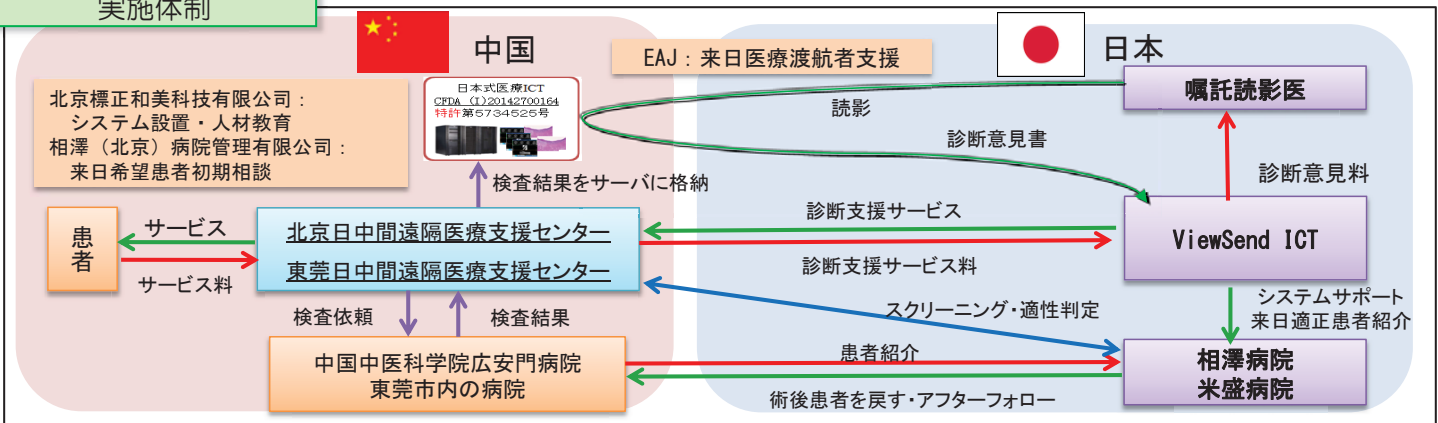 実施体制
中国
EAJ：来日医療渡航者支援
日本
日本式医療ICT
CFDA (I)20142700164
特許第5734525号
北京標正和美科技有限公司：
システム設置・人材教育
相澤（北京）病院管理有限公司：
来日希望患者初期相談
嘱託読影医
読影
診断意見書
診断意見料
検査結果をサーバに格納
患者
サービス
サービス料
北京日中間遠隔医療支援センター
東莞日中間遠隔医療支援センター
診断支援サービス
診断支援サービス料
ViewSend ICT
システムサポート
来日適正患者紹介
スクリーニング・適性判定
検査依頼
検査結果
中国中医科学院広安門病院
東莞市内の病院
患者紹介
術後患者を戻す・アフターフォロー
相澤病院
米盛病院